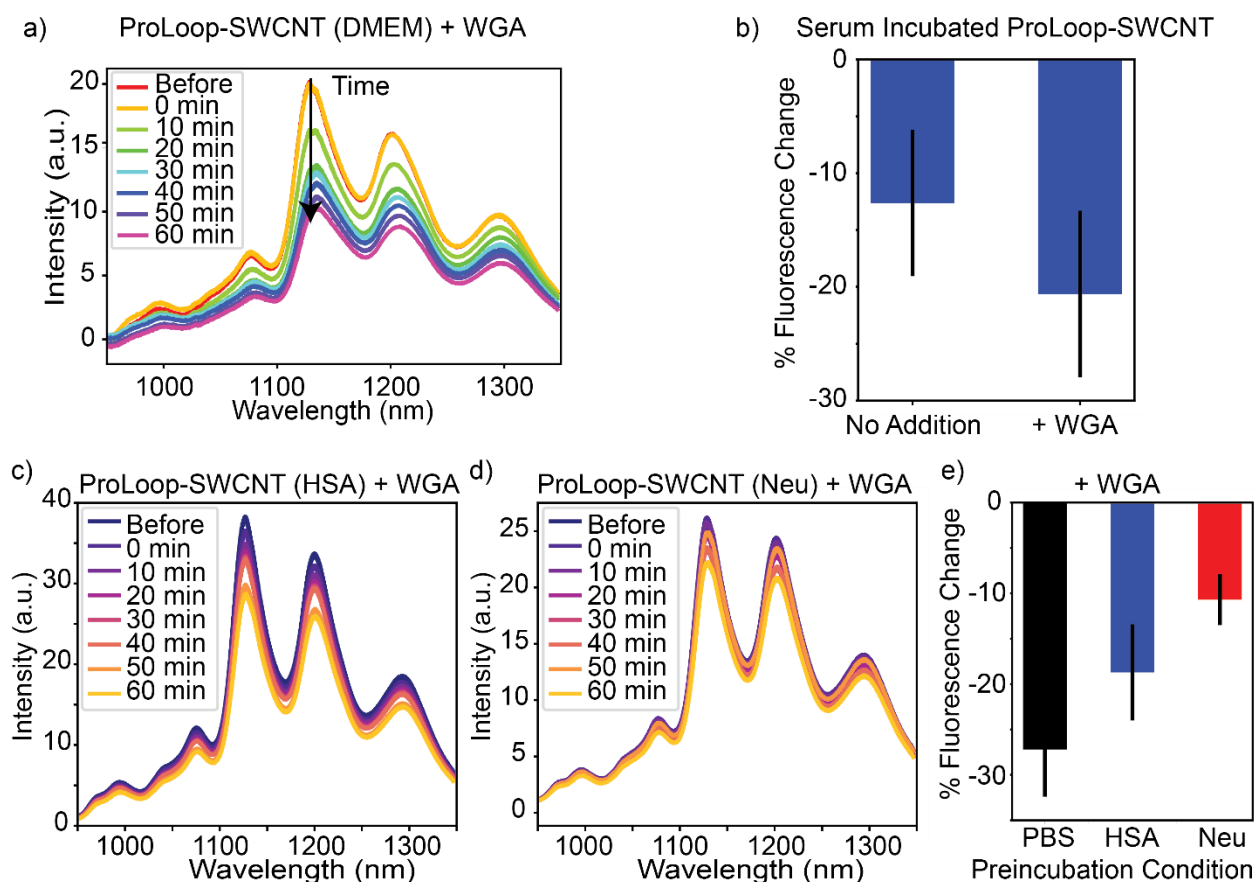 a)
ProLoop-SWCNT (DMEM) + WGA
Intensity (a.u.)
20
15
10
5
0
Before
0 min
10 min
20 min
30 min
40 min
50 min
60 min
Time
1000 1100 1200 1300
Wavelength (nm)
b)
Serum Incubated ProLoop-SWCNT
% Fluorescence Change
0
-10
-20
-30
No Addition + WGA
c)
ProLoop-SWCNT (HSA) + WGA
Intensity (a.u.)
40
30
20
10
0
Before
0 min
10 min
20 min
30 min
40 min
50 min
60 min
1000 1100 1200 1300
Wavelength (nm)
d)
ProLoop-SWCNT (Neu) + WGA
Intensity (a.u.)
25
20
15
10
5
0
Before
0 min
10 min
20 min
30 min
40 min
50 min
60 min
1000 1100 1200 1300
Wavelength (nm)
e)
+ WGA
% Fluorescence Change
0
-10
-20
-30
PBS HSA Neu
Preincubation Condition